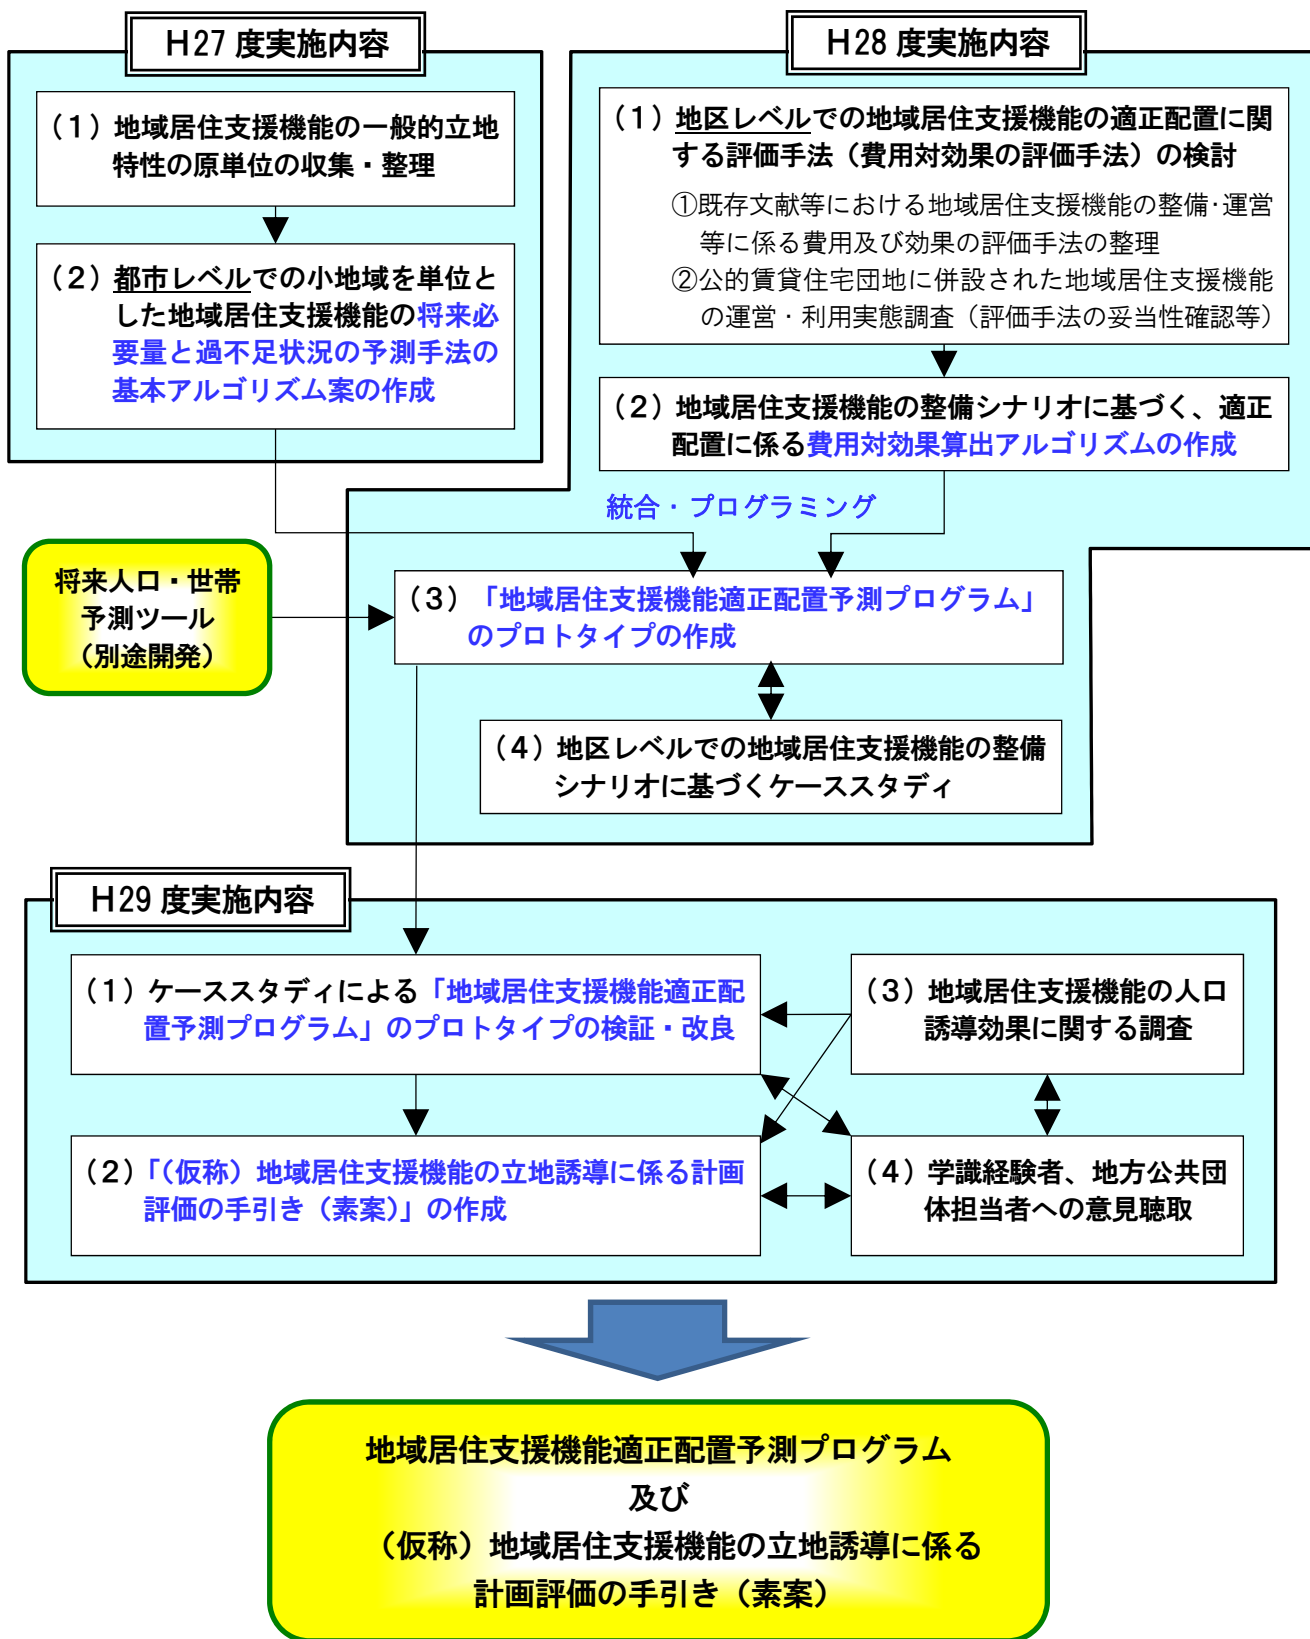 H27 度実施内容
（1）地域居住支援機能の一般的立地
特性の原単位の収集・整理
（2）都市レベルでの小地域を単位と
した地域居住支援機能の将来必
要量と過不足状況の予測手法の
基本アルゴリズム案の作成
H28 度実施内容
（1）地区レベルでの地域居住支援機能の適正配置に関
する評価手法（費用対効果の評価手法）の検討
①既存文献等における地域居住支援機能の整備・運営
等に係る費用及び効果の評価手法の整理
②公的賃貸住宅団地に併設された地域居住支援機能
の運営・利用実態調査（評価手法の妥当性確認等）
（2）地域居住支援機能の整備シナリオに基づく、適正
配置に係る費用対効果算出アルゴリズムの作成
統合・プログラミング
将来人口・世帯
予測ツール
（別途開発）
（3）「地域居住支援機能適正配置予測プログラム」
のプロトタイプの作成
（4）地区レベルでの地域居住支援機能の整備
シナリオに基づくケーススタディ
H29 度実施内容
（1）ケーススタディによる「地域居住支援機能適正配
置予測プログラム」のプロトタイプの検証・改良
（2）「（仮称）地域居住支援機能の立地誘導に係る計画
評価の手引き（素案）」の作成
（3）地域居住支援機能の人口
誘導効果に関する調査
（4）学識経験者、地方公共団
体担当者への意見聴取
地域居住支援機能適正配置予測プログラム
及び
（仮称）地域居住支援機能の立地誘導に係る
計画評価の手引き（素案）